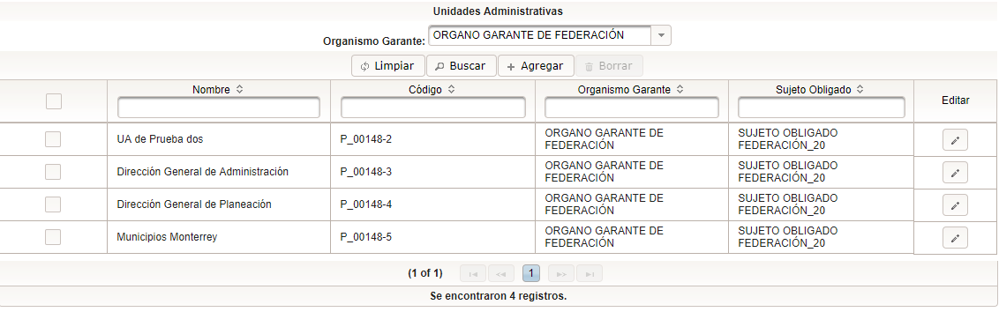 Unidades Administrativas
Organismo Garante: ORGANO GARANTE DE FEDERACIÓN
Limpiar Buscar Agregar Borrar
Nombre Código Organismo Garante Sujeto Obligado Editar
UA de Prueba dos P_00148-2 ORGANO GARANTE DE FEDERACIÓN SUJETO OBLIGADO FEDERACIÓN_20
Dirección General de Administración P_00148-3 ORGANO GARANTE DE FEDERACIÓN SUJETO OBLIGADO FEDERACIÓN_20
Dirección General de Planeación P_00148-4 ORGANO GARANTE DE FEDERACIÓN SUJETO OBLIGADO FEDERACIÓN_20
Municipios Monterrey P_00148-5 ORGANO GARANTE DE FEDERACIÓN SUJETO OBLIGADO FEDERACIÓN_20
(1 of 1) 1
Se encontraron 4 registros.